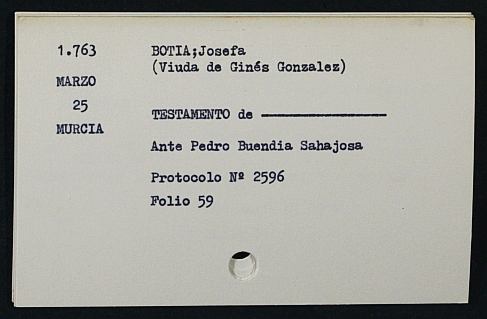 1.763
MARZO
25
MURCIA
BOTIA;Josefa
(Viuda de Ginés Gonzalez)
TESTAMENTO de ————————
Ante Pedro Buendia Sahajosa
Protocolo Nº 2596
Folio 59